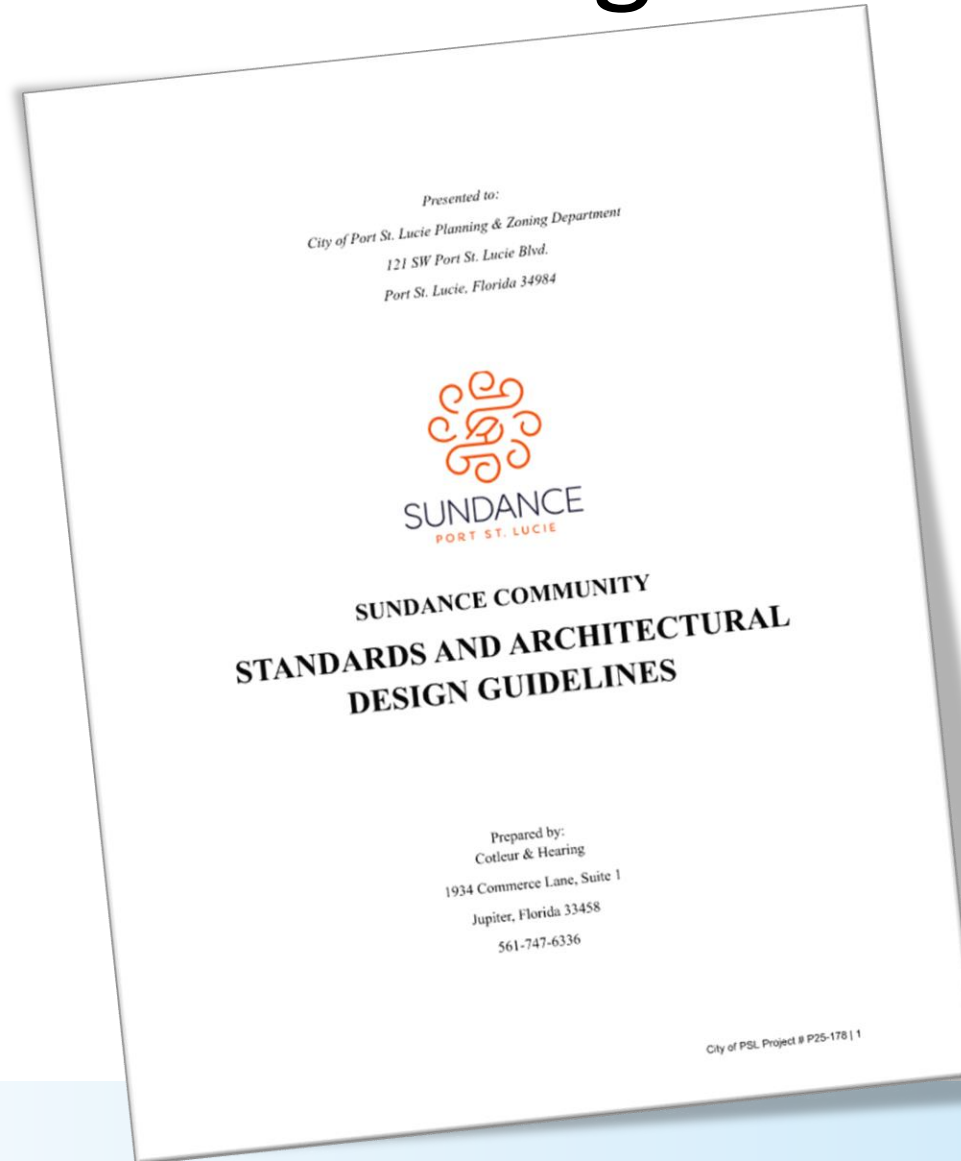 Presented to:
City of Port St. Lucie Planning & Zoning Department
121 SW Port St. Lucie Blvd.
Port St. Lucie, Florida 34984
SUNDANCE
PORT ST. LUCIE
SUNDANCE COMMUNITY
STANDARDS AND ARCHITECTURAL
DESIGN GUIDELINES
Prepared by:
Cotleur & Hearing
1934 Commerce Lane, Suite 1
Jupiter, Florida 33458
561-747-6336
City of PSL Project # P25-178 | 1